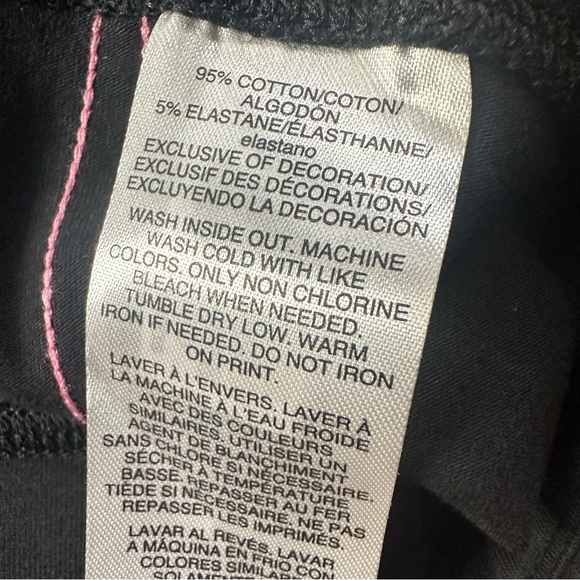 95% COTTON/COTON/
ALGODÓN
5% ELASTANE/ÉLASTHANNE/
elastano
EXCLUSIVE OF DECORATION/
EXCLUSIF DES DÉCORATIONS/
EXCLUYENDO LA DECORACIÓN
WASH INSIDE OUT. MACHINE
WASH COLD WITH LIKE
COLORS. ONLY NON CHLORINE
BLEACH WHEN NEEDED.
TUMBLE DRY LOW. WARM
IRON IF NEEDED. DO NOT IRON
ON PRINT.
LAVER À L'ENVERS. LAVER À
LA MACHINE À L'EAU FROIDE
AVEC DES COULEURS
SIMILAIRES. UTILISER UN
AGENT DE BLANCHIMENT
SANS CHLORE SI NÉCESSAIRE.
SÉCHER À TEMPÉRATURE
BASSE. REPASSER AU FER
TIÈDE SI NÉCESSAIRE. NE PAS
REPASSER LES IMPRIMÉS.
LAVAR AL REVÉS. LAVAR
A MÁQUINA EN FRÍO CON
COLORES SIMILARES.
SOLAMENTE